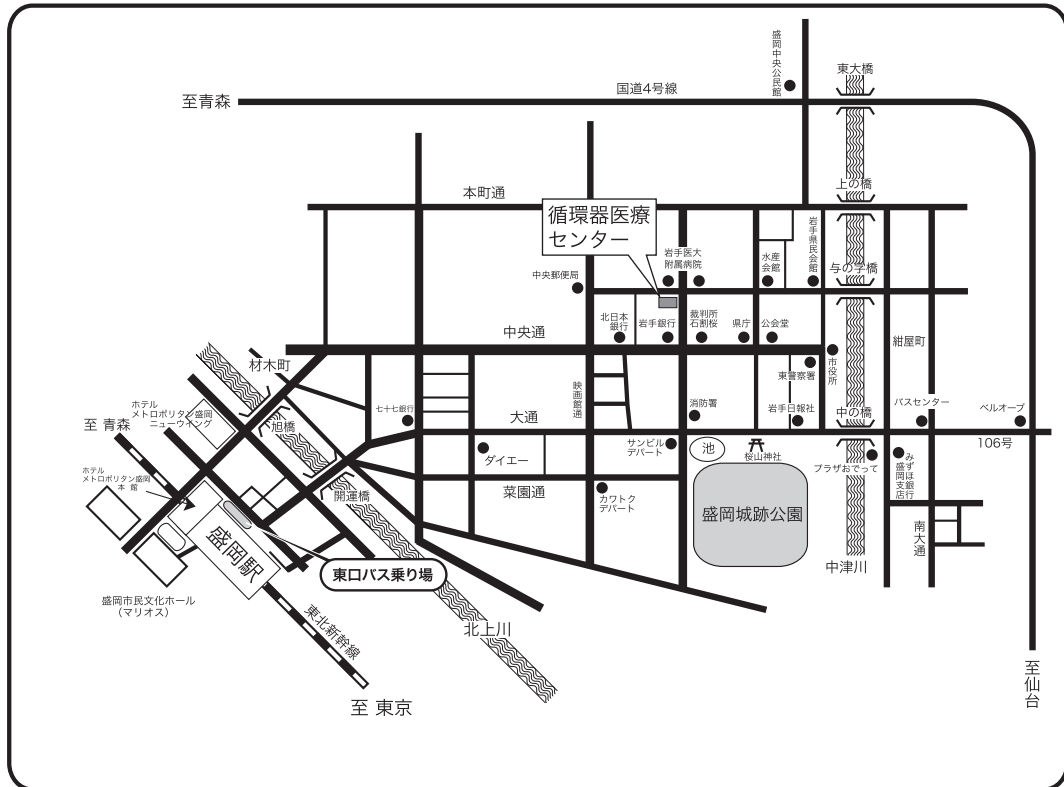 盛岡中央公民館
東大橋
国道4号線
至青森
上の橋
本町通
循環器医療
センター
岩手医大
附属病院
水産
会館
岩手県民会館
与の字橋
中央郵便局
北日本
銀行
岩手銀行
裁判所
石割桜
県庁
公会堂
中央通
紺屋町
市役所
材木町
東警察署
映画館通
七十七銀行
大通
消防署
岩手日報社
中の橋
バスセンター
ベルオーブ
106号
ホテル
メトロポリタン盛岡
ニューウイング
至 青森
旭橋
サンビル
デパート
池
桜山神社
プラザおでって
みずほ銀行
盛岡支店
ダイエー
ホテル
メトロポリタン盛岡
本 館
開運橋
菜園通
カワトク
デパート
盛岡城跡公園
南大通
盛岡駅
東口バス乗り場
中津川
盛岡市民文化ホール
（マリオス）
東北新幹線
北上川
至 東京
至仙台